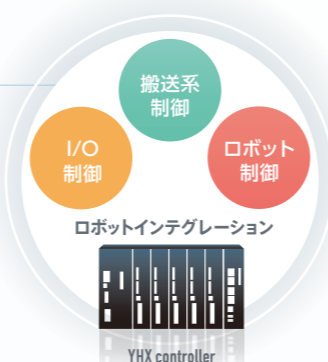 搬送系
制御
I/O
制御
ロボット
制御
ロボットインテグレーション
YHX controller